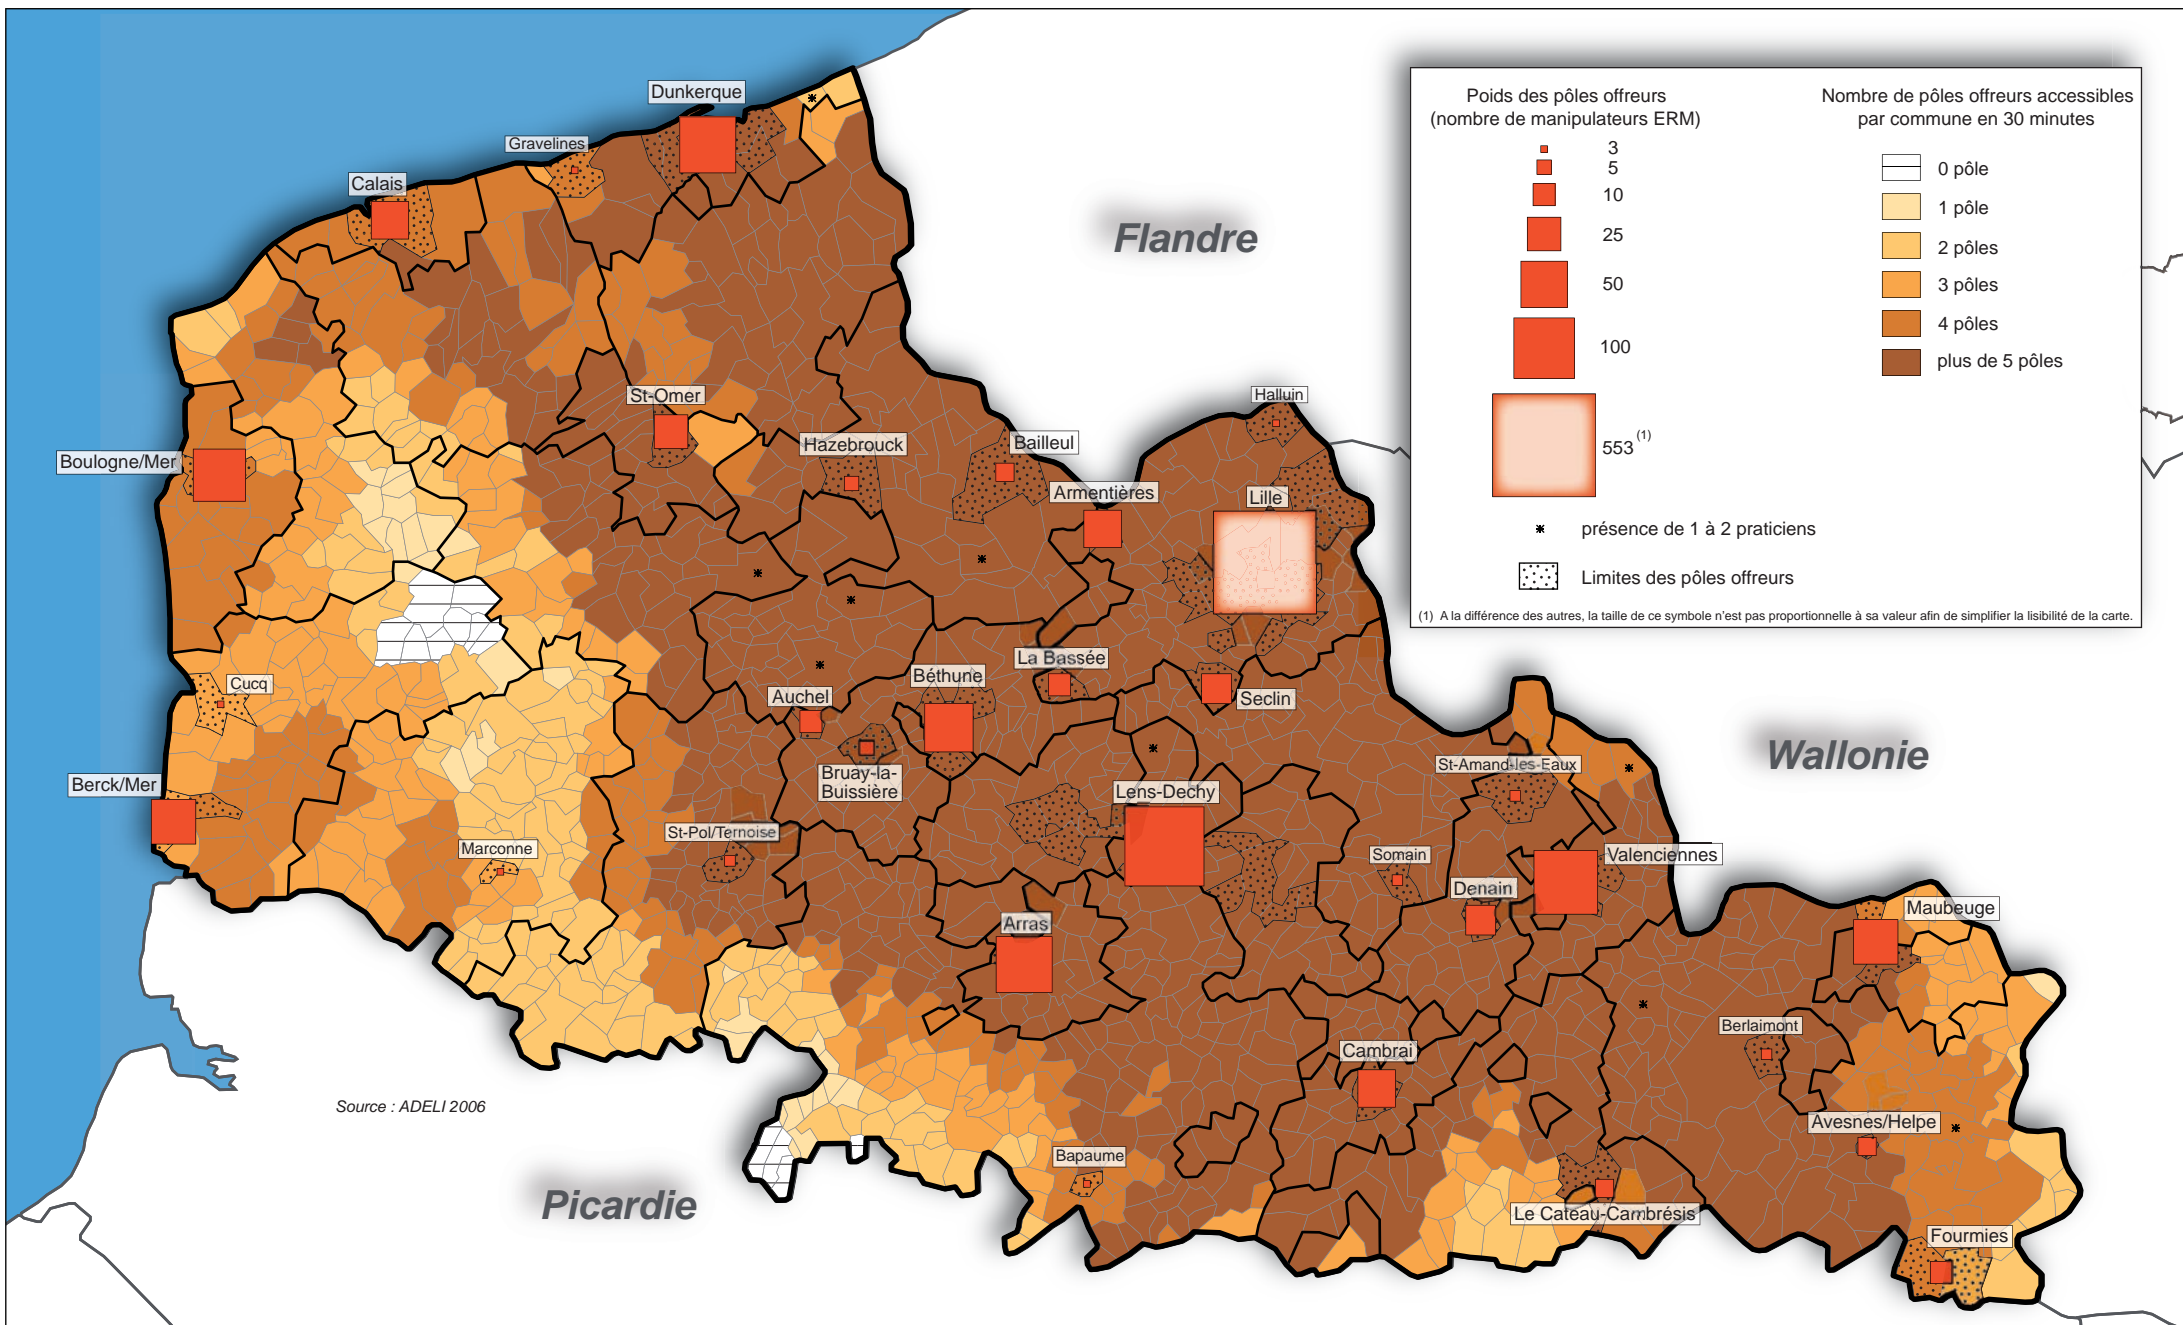 Dunkerque
Gravelines
Calais
Flandre
St-Omer
Hazebrouck
Bailleul
Halluin
Boulogne/Mer
Armentières
Lille
Cucq
Auchel
Béthune
La Bassée
Seclin
Wallonie
Berck/Mer
Bruay-la-
Buissière
Lens-Dechy
St-Amand-les-Eaux
St-Pol/Ternoise
Marconne
Somain
Valenciennes
Denain
Arras
Maubeuge
Berlaimont
Cambrai
Avesnes/Helpe
Bapaume
Le Cateau-Cambrésis
Fournies
Picardie
Source : ADELI 2006
Poids des pôles offreurs
(nombre de manipulateurs ERM)
3
5
10
25
50
100
553 (1)
présence de 1 à 2 praticiens
Limites des pôles offreurs
Nombre de pôles offreurs accessibles
par commune en 30 minutes
0 pôle
1 pôle
2 pôles
3 pôles
4 pôles
plus de 5 pôles
(1) A la différence des autres, la taille de ce symbole n'est pas proportionnelle à sa valeur afin de simplifier la lisibilité de la carte.